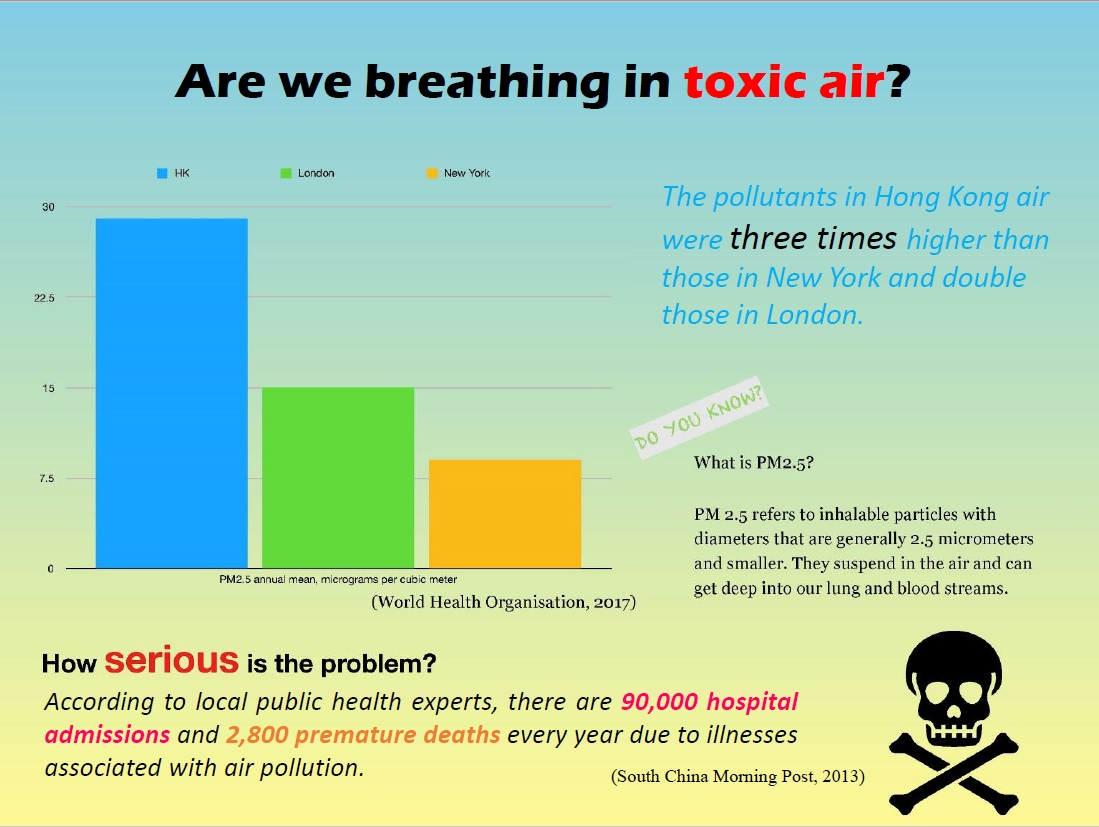 Are we breathing in toxic air?
HK London New York
30
22.5
15
7.5
0
PM2.5 annual mean, micrograms per cubic meter
(World Health Organisation, 2017)
The pollutants in Hong Kong air
were three times higher than
those in New York and double
those in London.
DO YOU KNOW?
What is PM2.5?
PM 2.5 refers to inhalable particles with
diameters that are generally 2.5 micrometers
and smaller. They suspend in the air and can
get deep into our lung and blood streams.
How serious is the problem?
According to local public health experts, there are 90,000 hospital
admissions and 2,800 premature deaths every year due to illnesses
associated with air pollution.
(South China Morning Post, 2013)